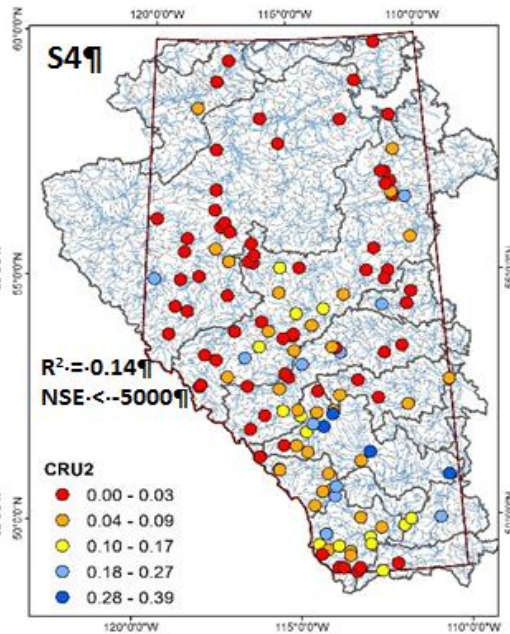 120°0'0"W 115°0'0"W 110°0'0"W
60°0'0"N
S4¶
R²·=·0.14¶
NSE·<·-5000¶
CRU2
0.00 - 0.03
0.04 - 0.09
0.10 - 0.17
0.18 - 0.27
0.28 - 0.39
120°0'0"W 115°0'0"W 110°0'0"W